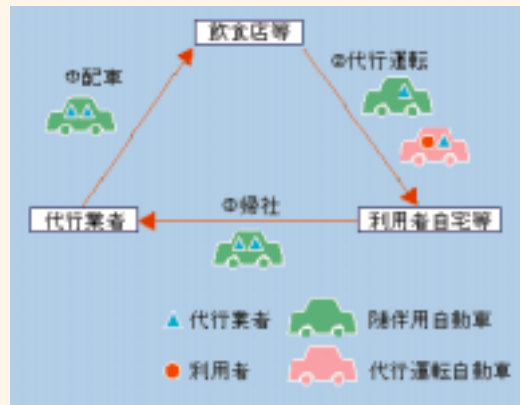 飲食店等
①配車
②代行運転
代行業者
③帰社
利用者自宅等
代行業者
随伴用自動車
利用者
代行運転自動車